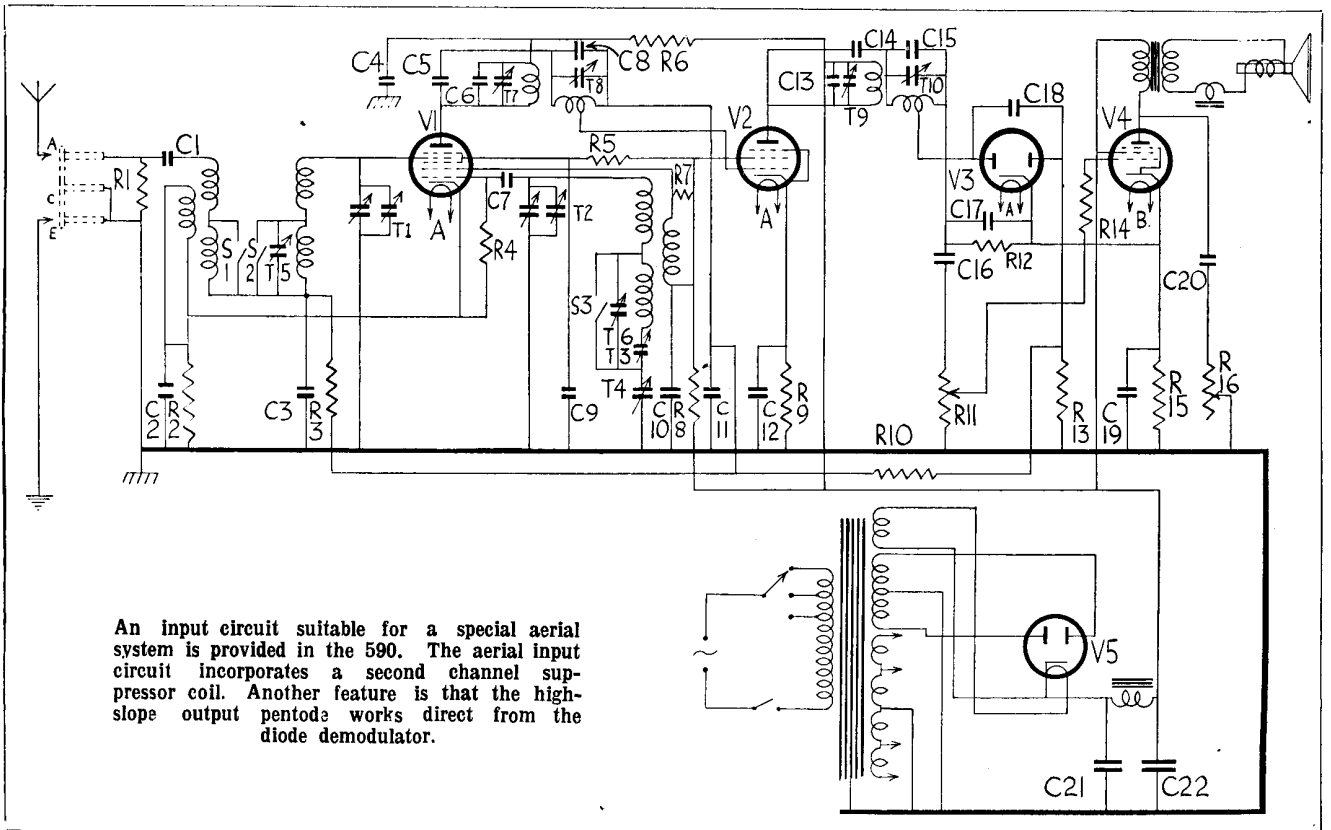 C4
C5
C6
T7
T8
C8
R6
C14
C15
C13
T9
T10
C18
V1
V2
V3
V4
A
C
E
R1
C1
S1
S2
T5
T1
A
R4
C7
T2
R5
R7
A
A
C17
R12
C16
R14
B
C20
S3
T6
T3
T4
C2
R2
C3
R3
C9
C10
R8
C11
C12
R9
R10
R11
R13
C19
R15
R16
An input circuit suitable for a special aerial
system is provided in the 590. The aerial input
circuit incorporates a second channel sup-
pressor coil. Another feature is that the high-
slope output pentode works direct from the
diode demodulator.
~
V5
C21
C22